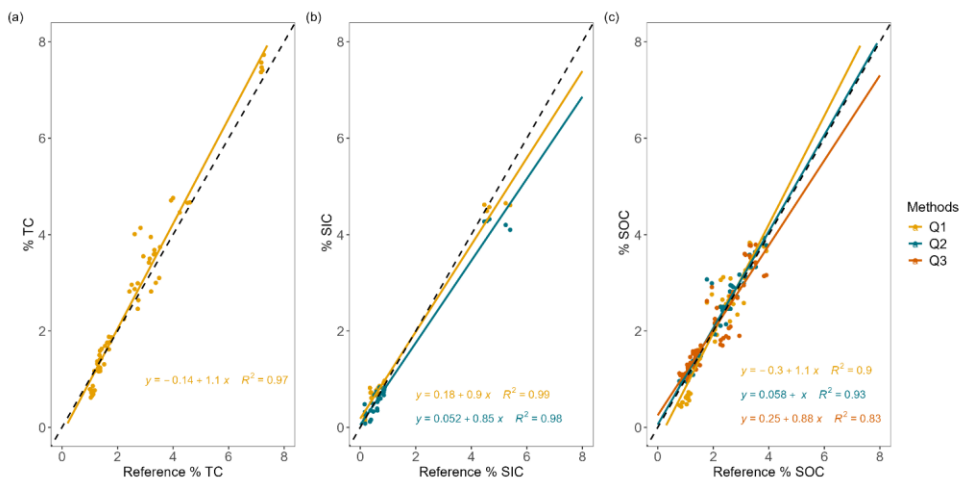 (a)
(b)
(c)
8
6
4
2
0
% TC
y = − 0.14 + 1.1 x R² = 0.97
0 2 4 6 8
Reference % TC
8
6
4
2
0
% SIC
y = 0.18 + 0.9 x R² = 0.99
y = 0.052 + 0.85 x R² = 0.98
0 2 4 6 8
Reference % SIC
8
6
4
2
0
% SOC
y = − 0.3 + 1.1 x R² = 0.9
y = 0.058 + x R² = 0.93
y = 0.25 + 0.88 x R² = 0.83
0 2 4 6 8
Reference % SOC
Methods
Q1
Q2
Q3